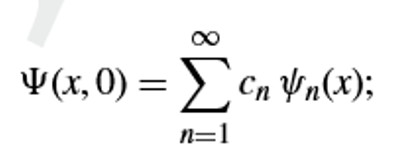 Ψ(x, 0) = ∑_{n=1}^{∞} c_n ψ_n(x);